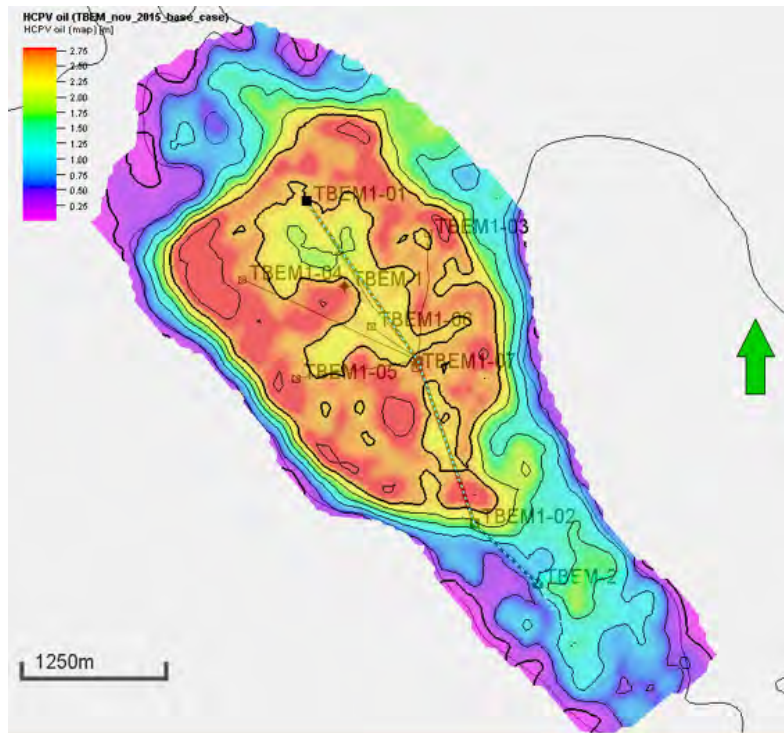 HCPV oil (TBEM_nov_2015_base_case)
HCPV oil (map) [m]
2.75
2.50
2.25
2.00
1.75
1.50
1.25
1.00
0.75
0.50
0.25
TBEM1-01
TBEM1-03
TBEM1-04
TBEM-1
TBEM1-06
TBEM1-07
TBEM1-05
TBEM1-02
TBEM-2
1250m